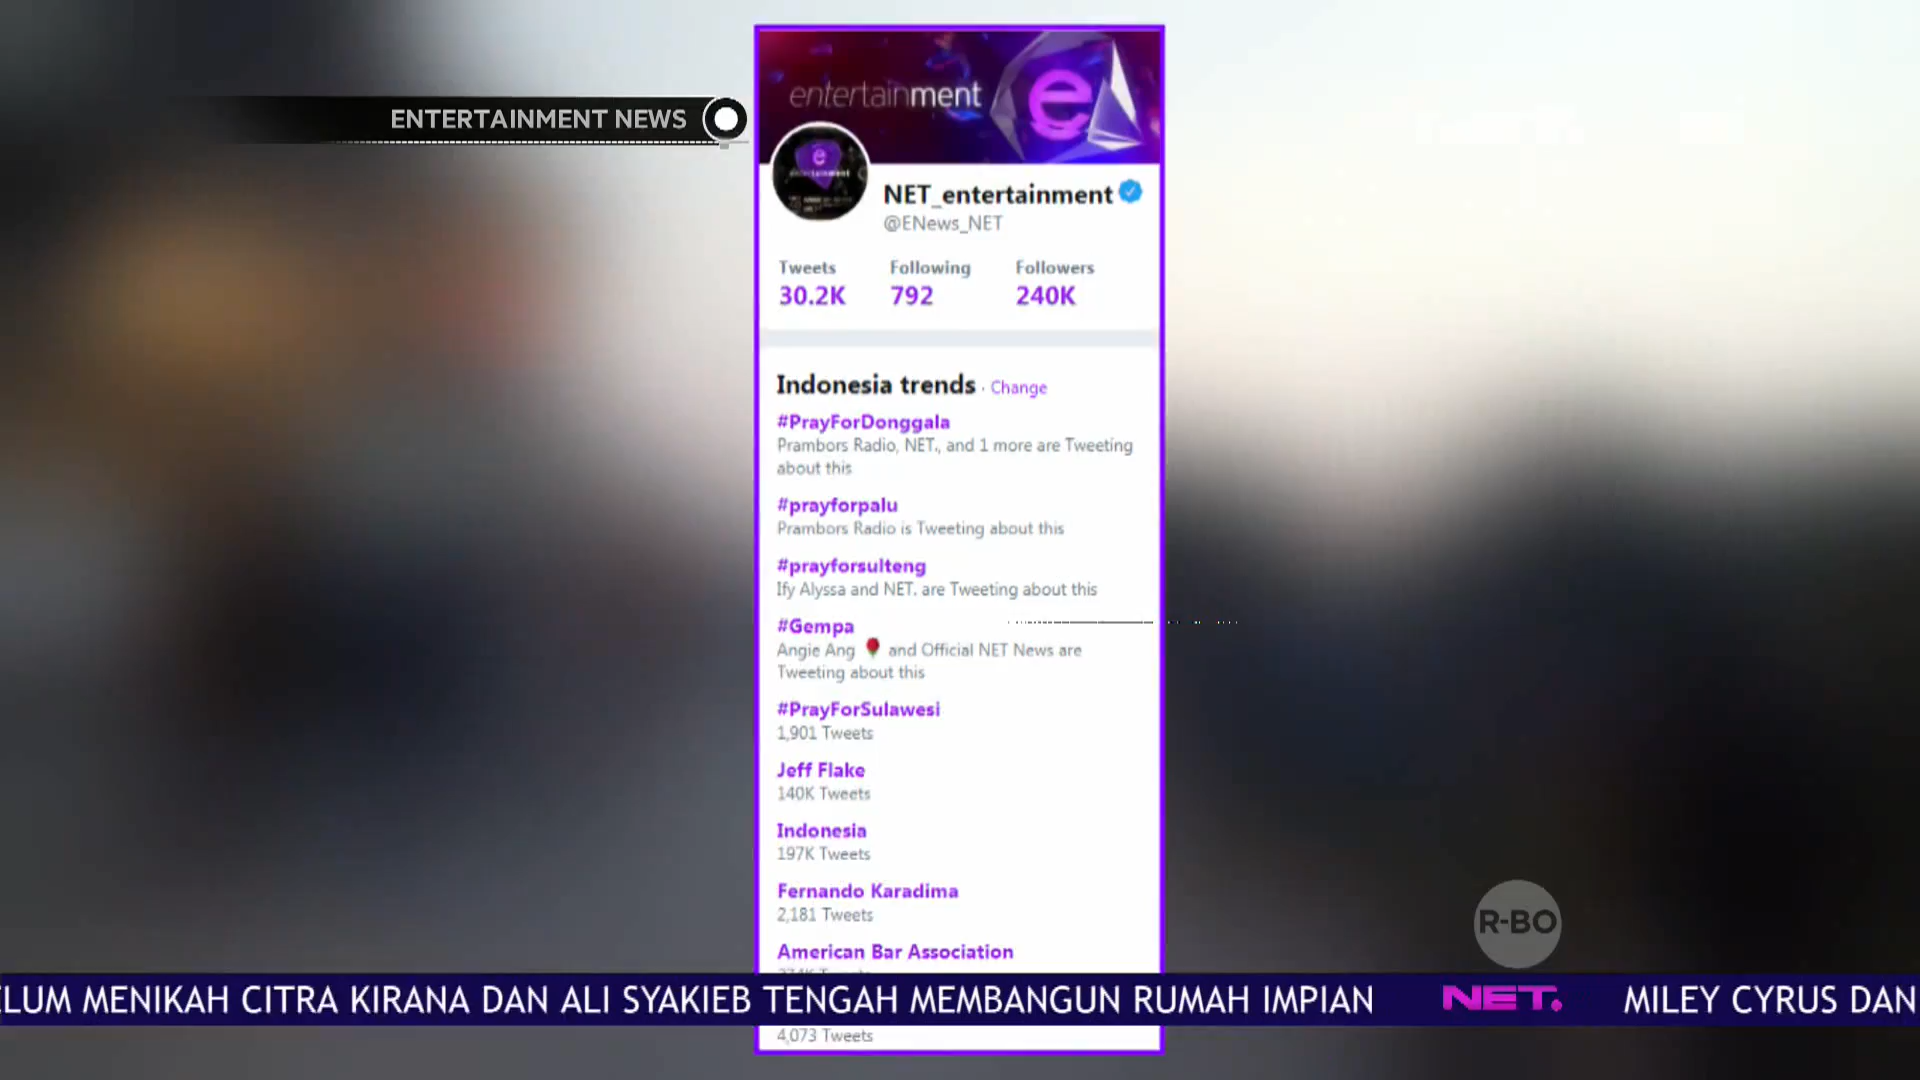 entertainment
e
ENTERTAINMENT NEWS
e
entertainment
NET_entertainment
@ENews_NET
Tweets Following Followers
30.2K 792 240K
Indonesia trends · Change
#PrayForDonggala
Prambors Radio, NET., and 1 more are Tweeting
about this
#prayforpalu
Prambors Radio is Tweeting about this
#prayforsulteng
Ify Alyssa and NET. are Tweeting about this
#Gempa
Angie Ang 🌹 and Official NET News are
Tweeting about this
#PrayForSulawesi
1,901 Tweets
Jeff Flake
140K Tweets
Indonesia
197K Tweets
Fernando Karadima
2,181 Tweets
R-BO
American Bar Association
ELUM MENIKAH CITRA KIRANA DAN ALI SYAKIEB TENGAH MEMBANGUN RUMAH IMPIAN NET. MILEY CYRUS DAN
4,073 Tweets